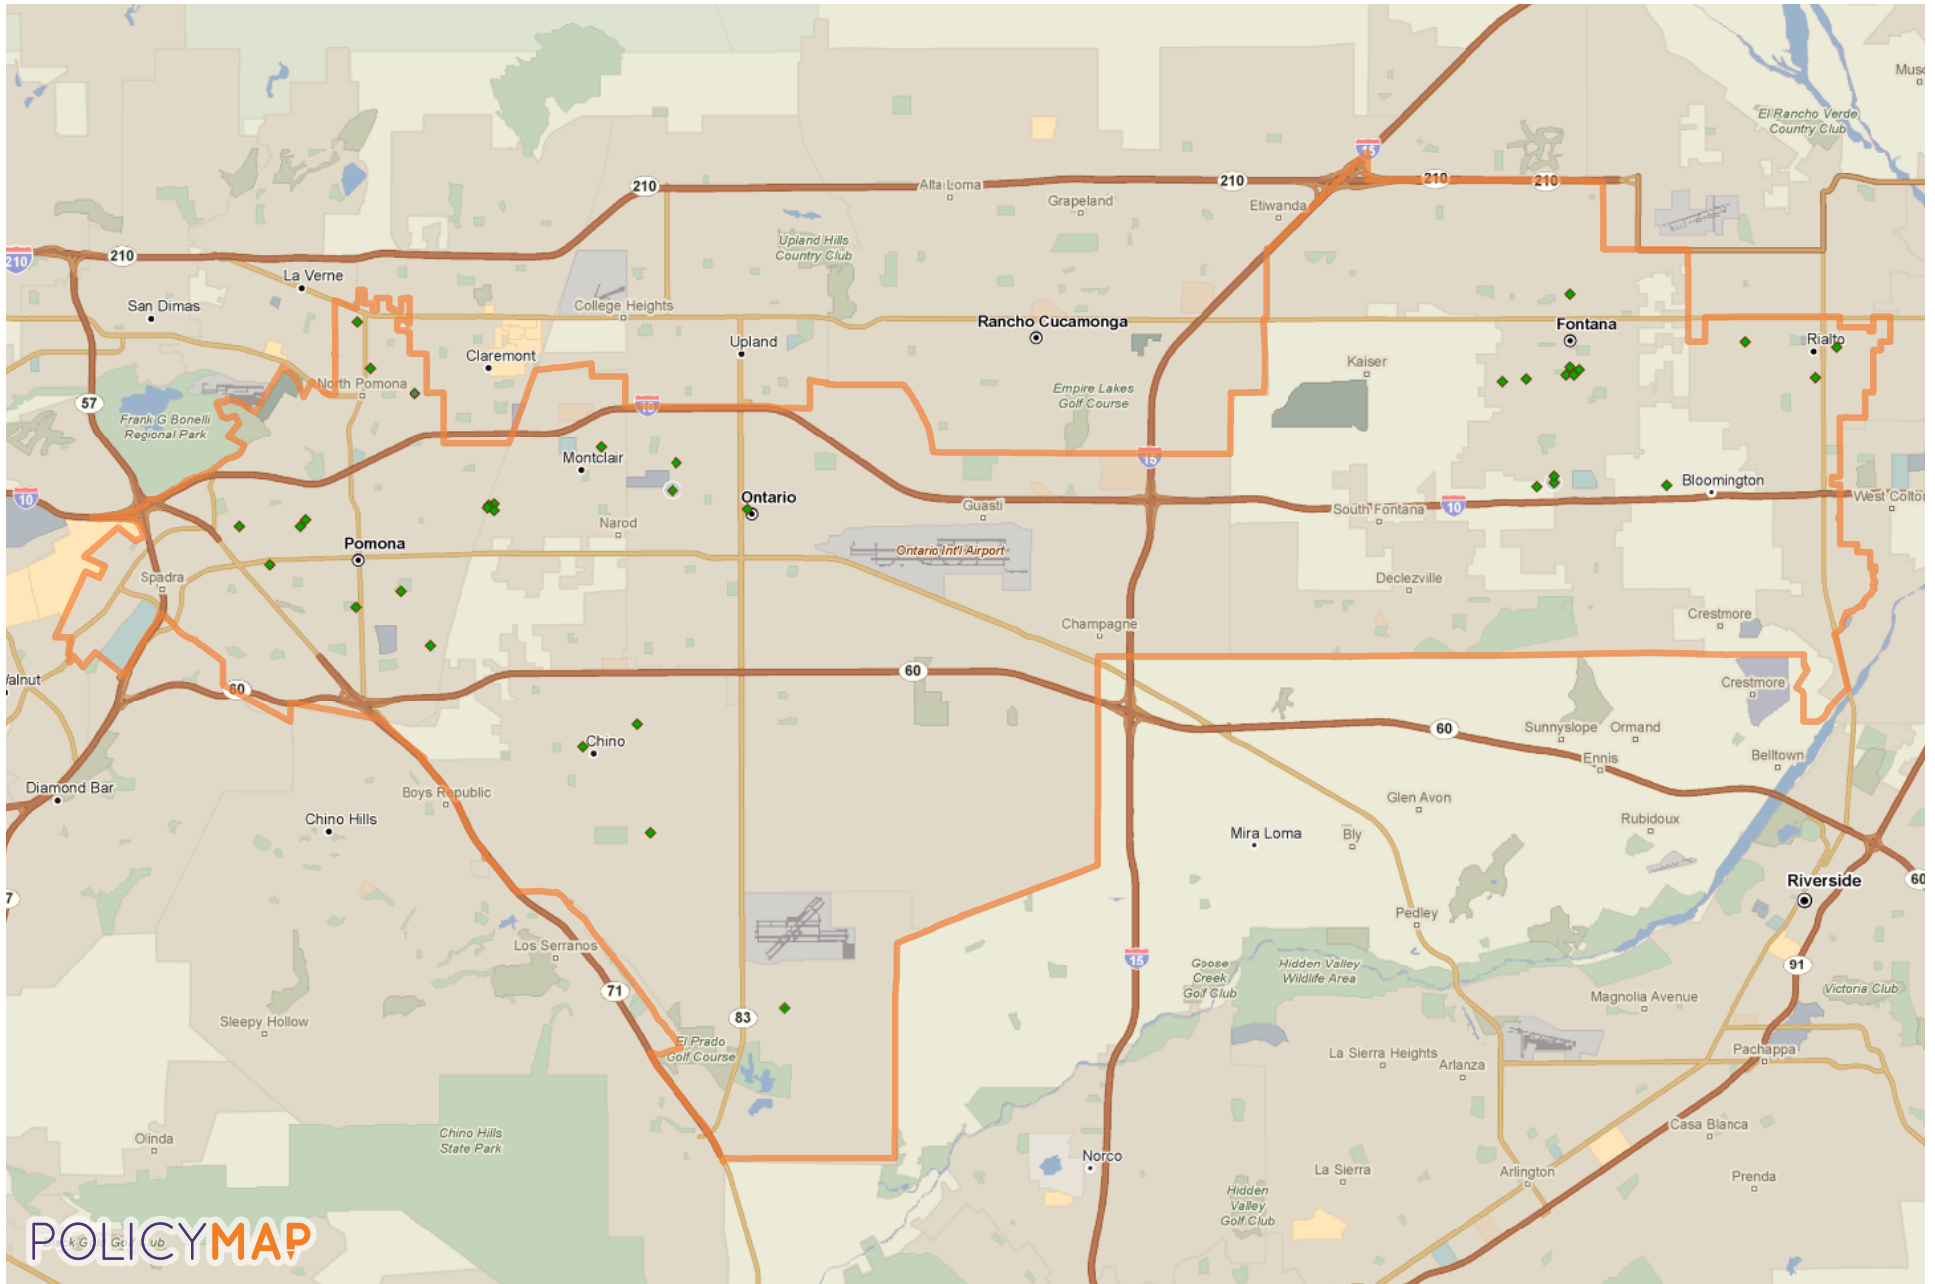 El Rancho Verde
Country Club
15
210
Alta Loma
210
210
210
Grapeland
Etiwanda
210
210
Upland Hills
Country Club
La Verne
San Dimas
College Heights
Rancho Cucamonga
Fontana
Upland
Rialto
Claremont
Kaiser
North Pomona
57
Empire Lakes
Golf Course
10
Frank G Bonelli
Regional Park
Montclair
15
Bloomington
10
Ontario
West Colton
Guasti
South Fontana
10
Narod
Pomona
Ontario Int'l Airport
Spadra
Declezville
Crestmore
Champagne
60
Crestmore
60
Sunnyslope
Ormand
60
Chino
Belltown
Ennis
Diamond Bar
Boys Republic
Glen Avon
Chino Hills
Mira Loma
Bly
Rubidoux
Riverside
60
7
Pedley
Los Serranos
15
Goose
Creek
Golf Club
Hidden Valley
Wildlife Area
91
71
Magnolia Avenue
Victoria Club
83
Sleepy Hollow
El Prado
Golf Course
La Sierra Heights
Arlanza
Pachappa
Olinda
Chino Hills
State Park
Casa Blanca
Norco
La Sierra
Arlington
Prenda
Hidden
Valley
Golf Club
POLICYMAP